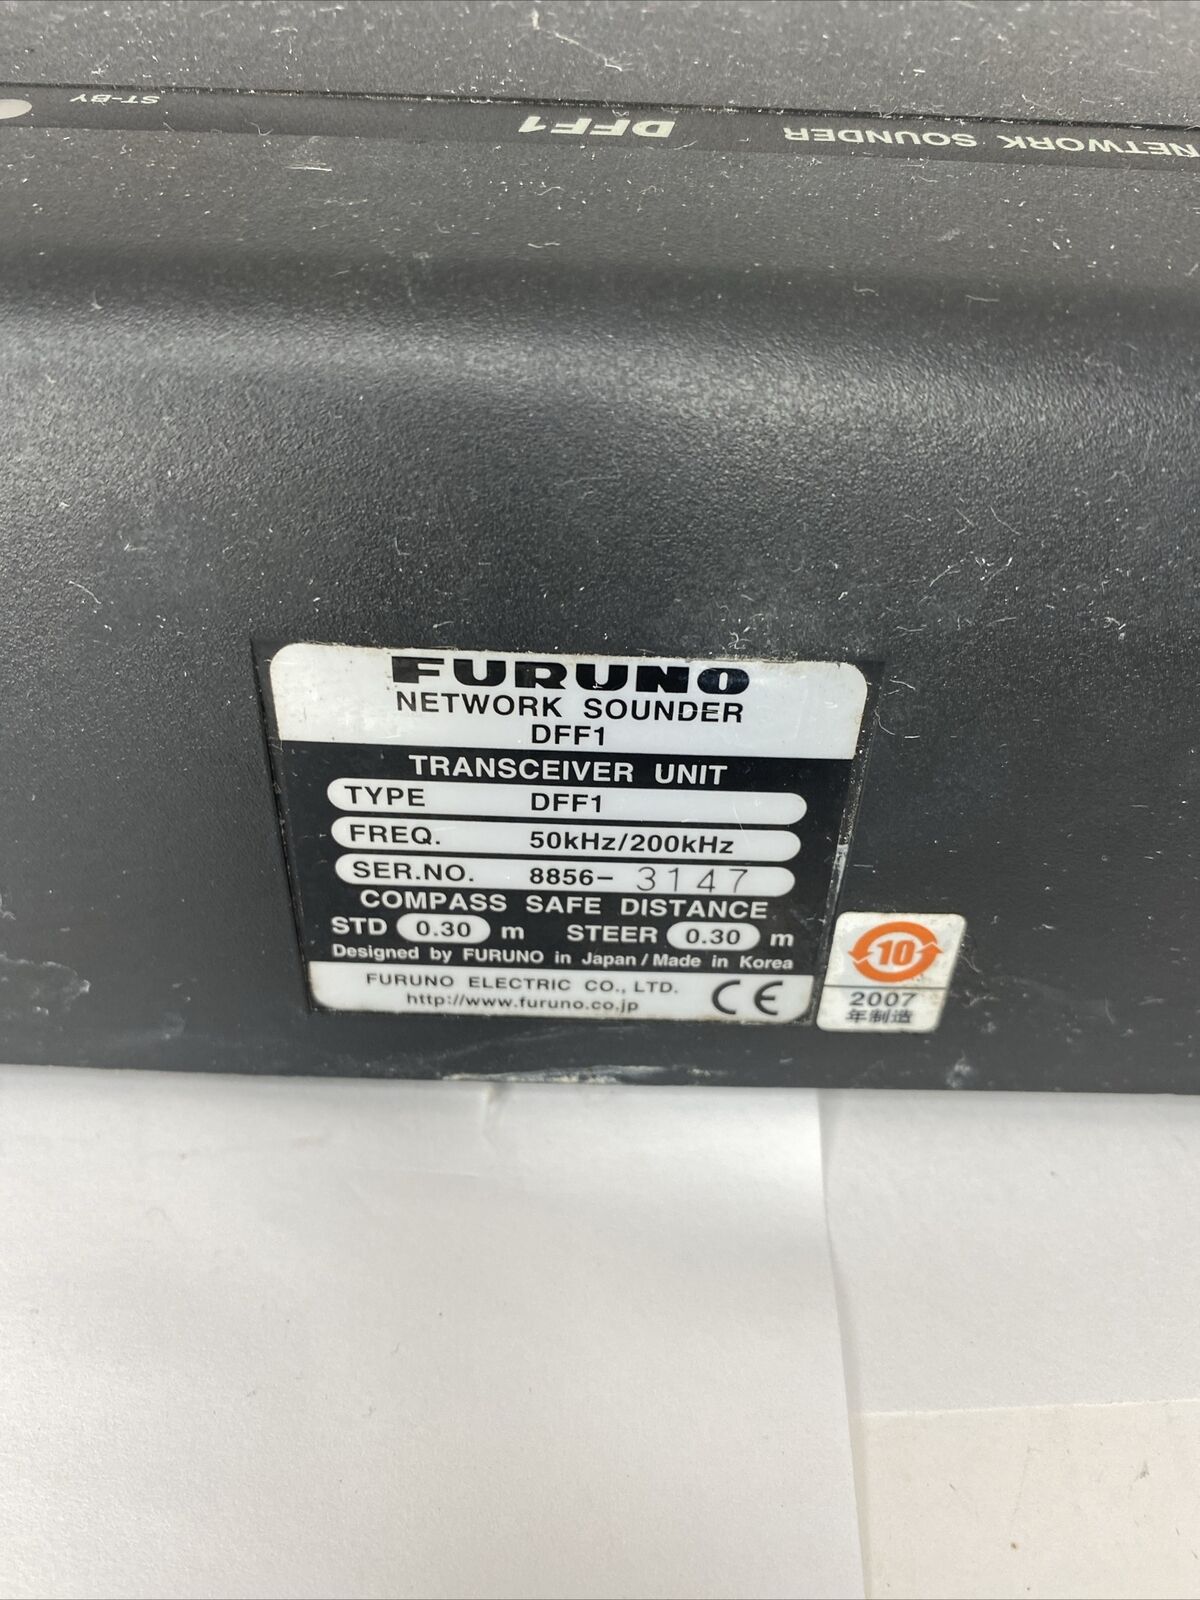 NETWORK SOUNDER DFF1 ST-BY
FURUNO
NETWORK SOUNDER
DFF1
TRANSCEIVER UNIT
TYPE DFF1
FREQ. 50kHz/200kHz
SER.NO. 8856- 3147
COMPASS SAFE DISTANCE
STD 0.30 m STEER 0.30 m
Designed by FURUNO in Japan / Made in Korea
FURUNO ELECTRIC CO., LTD.
http://www.furuno.co.jp
CE
10
2007
年制造